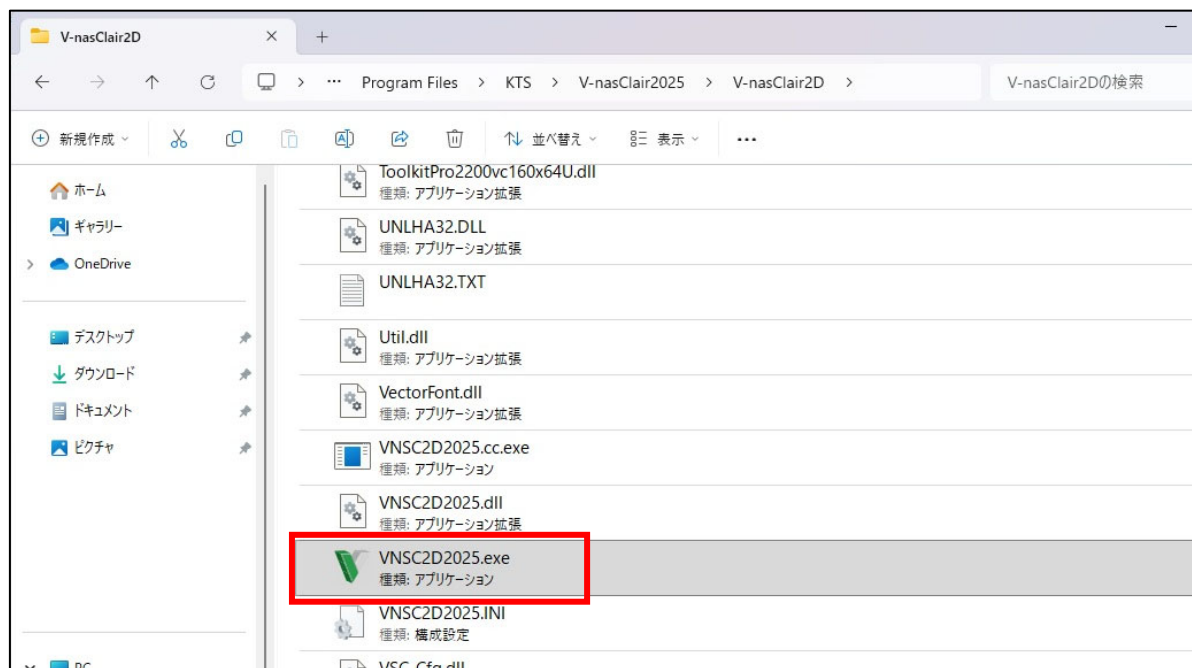 V-nasClair2D
Program Files > KTS > V-nasClair2025 > V-nasClair2D >
V-nasClair2Dの検索
新規作成
並べ替え
表示
ToolkitPro2200vc160x64U.dll
種類: アプリケーション拡張
ホーム
ギャラリー
OneDrive
デスクトップ
ダウンロード
ドキュメント
ピクチャ
UNLHA32.DLL
種類: アプリケーション拡張
UNLHA32.TXT
Util.dll
種類: アプリケーション拡張
VectorFont.dll
種類: アプリケーション拡張
VNSC2D2025.cc.exe
種類: アプリケーション
VNSC2D2025.dll
種類: アプリケーション拡張
VNSC2D2025.exe
種類: アプリケーション
VNSC2D2025.INI
種類: 構成設定
PC
VSC_Cfg.dll